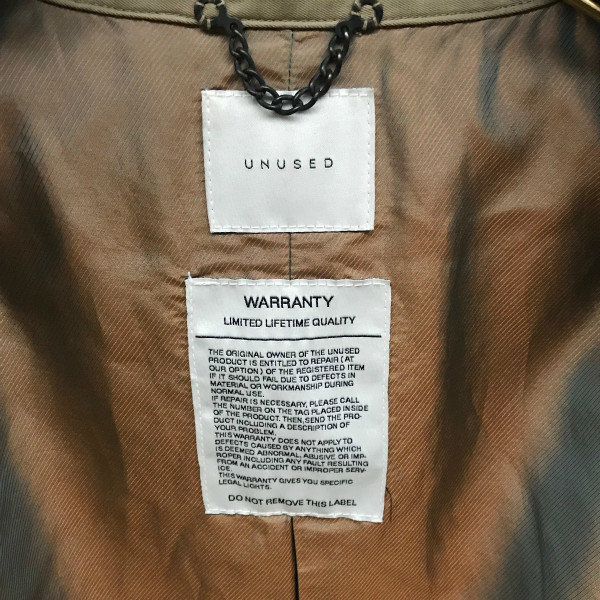 UNUSED
WARRANTY
LIMITED LIFETIME QUALITY
THE ORIGINAL OWNER OF THE UNUSED
PRODUCT IS ENTITLED TO REPAIR (AT
OUR OPTION) OF THE REGISTERED ITEM
IF IT SHOULD FAIL DUE TO DEFECTS IN
MATERIAL OR WORKMANSHIP DURING
NORMAL USE.
IF REPAIR IS NECESSARY, PLEASE CALL
THE NUMBER ON THE TAG PLACED INSIDE
OF THE PRODUCT. THEN, SEND THE PRO-
DUCT INCLUDING A DESCRIPTION OF
YOUR PROBLEM.
THIS WARRANTY DOES NOT APPLY TO
DEFECTS CAUSED BY ANYTHING WHICH
IS DEEMED ABNORMAL, ABUSIVE OR IMP-
ROPER INCLUDING ANY FAULT RESULTING
FROM AN ACCIDENT OR IMPROPER SERV-
ICE.
THIS WARRANTY GIVES YOU SPECIFIC
LEGAL LIGHTS.
DO NOT REMOVE THIS LABEL